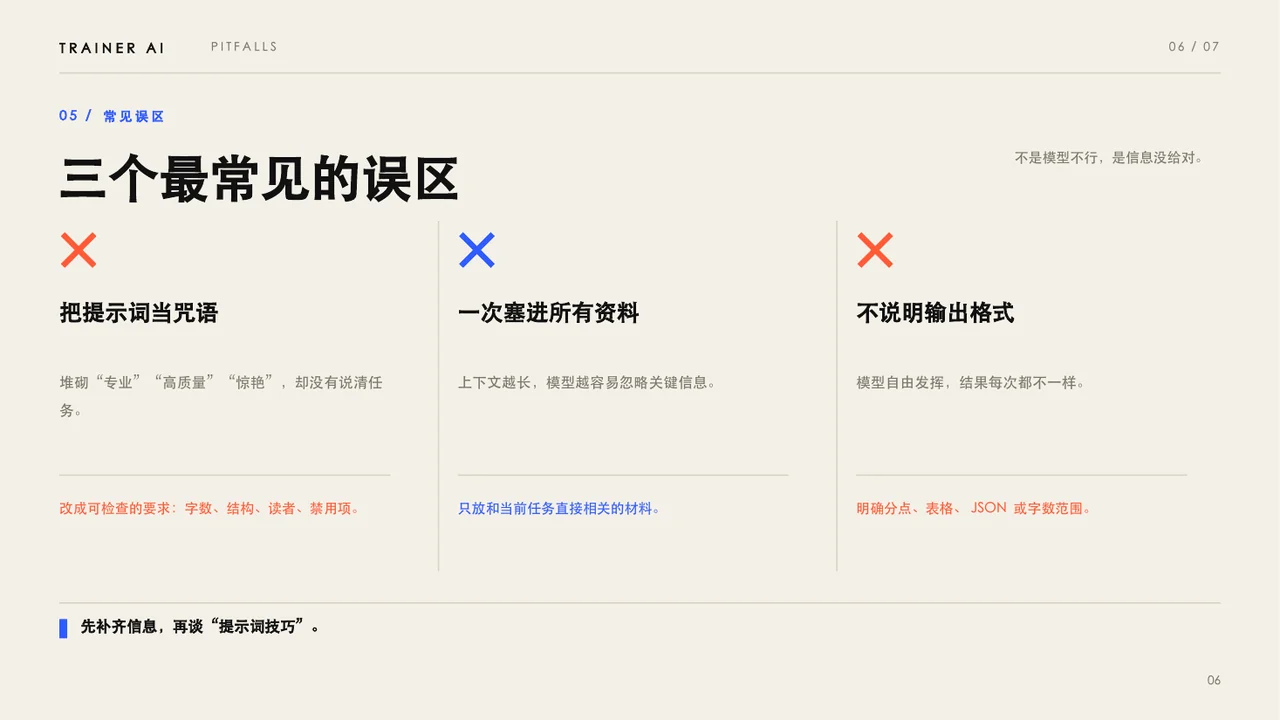 TRAINER AI
PITFALLS
06 / 07
05 / 常见误区
三个最常见的误区
不是模型不行，是信息没给对。
把提示词当咒语
堆砌“专业”“高质量”“惊艳”，却没有说清任
务。
改成可检查的要求：字数、结构、读者、禁用项。
一次塞进所有资料
上下文越长，模型越容易忽略关键信息。
只放和当前任务直接相关的材料。
不说明输出格式
模型自由发挥，结果每次都不一样。
明确分点、表格、 JSON 或字数范围。
先补齐信息，再谈“提示词技巧”。
06